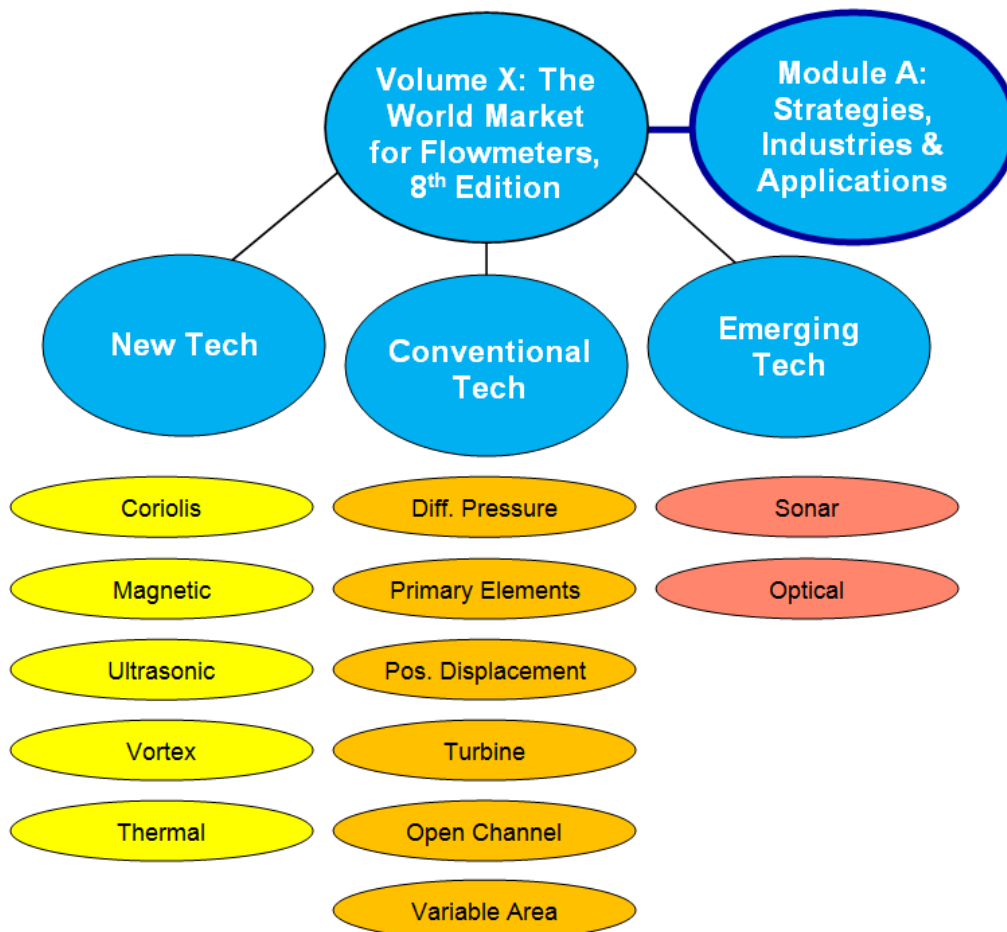 Volume X: The
World Market
for Flowmeters,
8th Edition
Module A:
Strategies,
Industries &
Applications
New Tech
Conventional
Tech
Emerging
Tech
Coriolis
Magnetic
Ultrasonic
Vortex
Thermal
Diff. Pressure
Primary Elements
Pos. Displacement
Turbine
Open Channel
Variable Area
Sonar
Optical